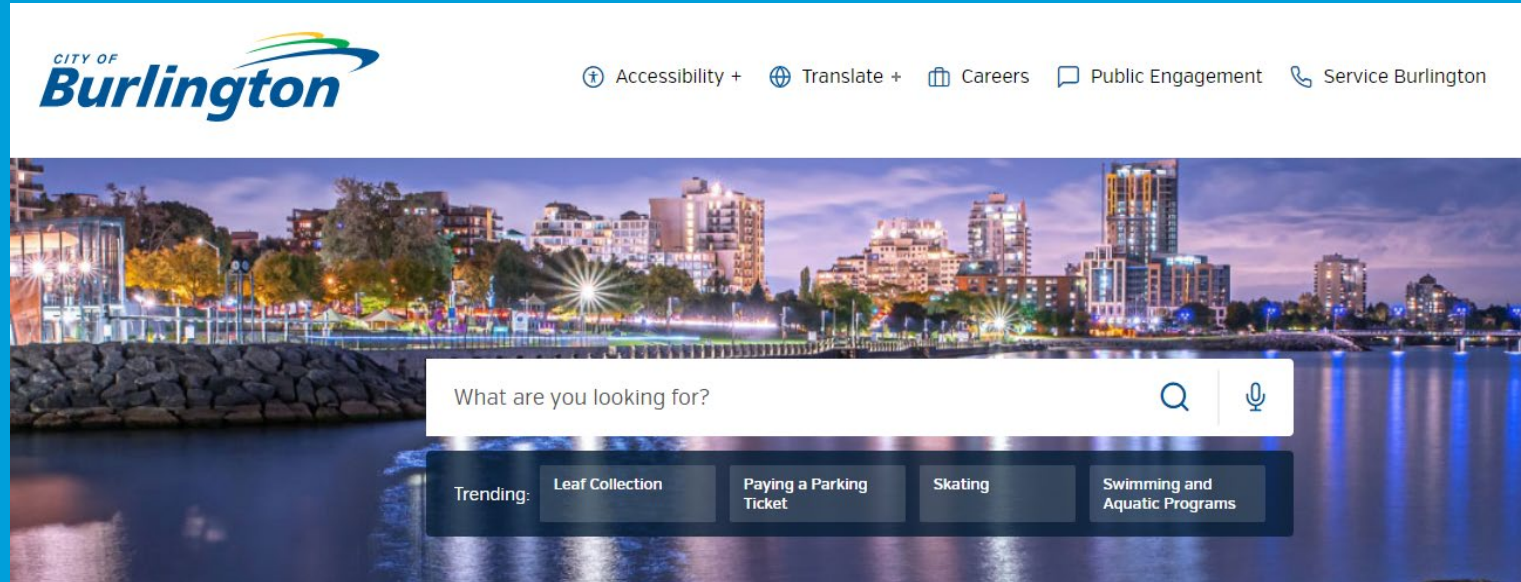 CITY OF
Burlington
Accessibility +
Translate +
Careers
Public Engagement
Service Burlington
What are you looking for?
Trending:
Leaf Collection
Paying a Parking
Ticket
Skating
Swimming and
Aquatic Programs